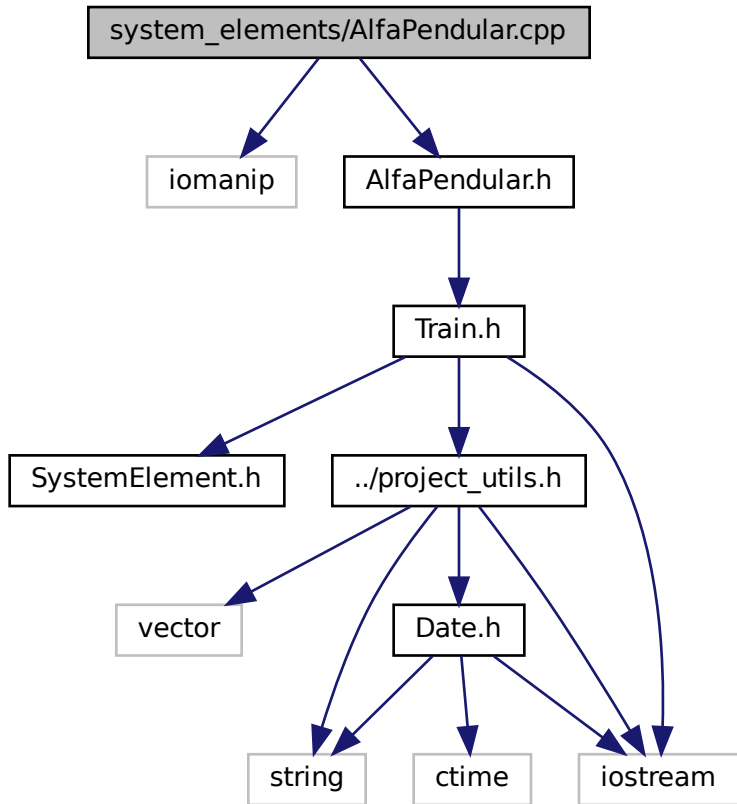 system_elements/AlfaPendular.cpp
iomanip
AlfaPendular.h
Train.h
SystemElement.h
../project_utils.h
vector
Date.h
string
ctime
iostream